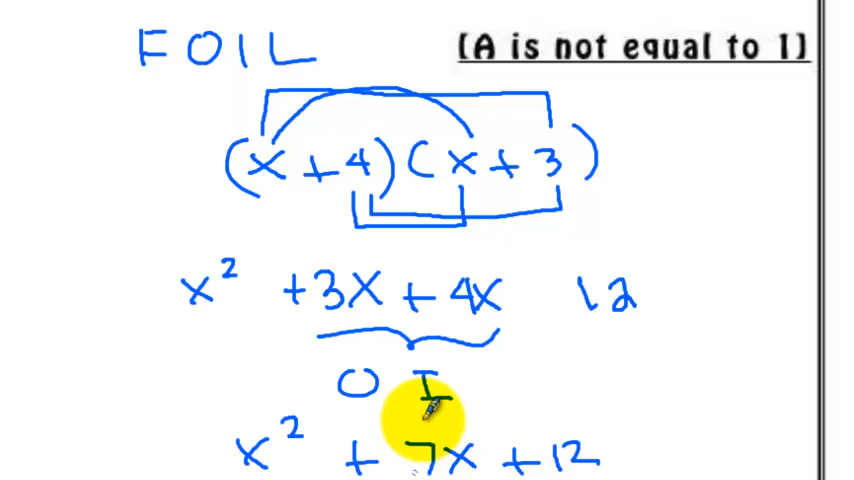 FOIL
(A is not equal to 1)
(x + 4) (x + 3)
x² + 3x + 4x 12
O I
x² + 7x + 12